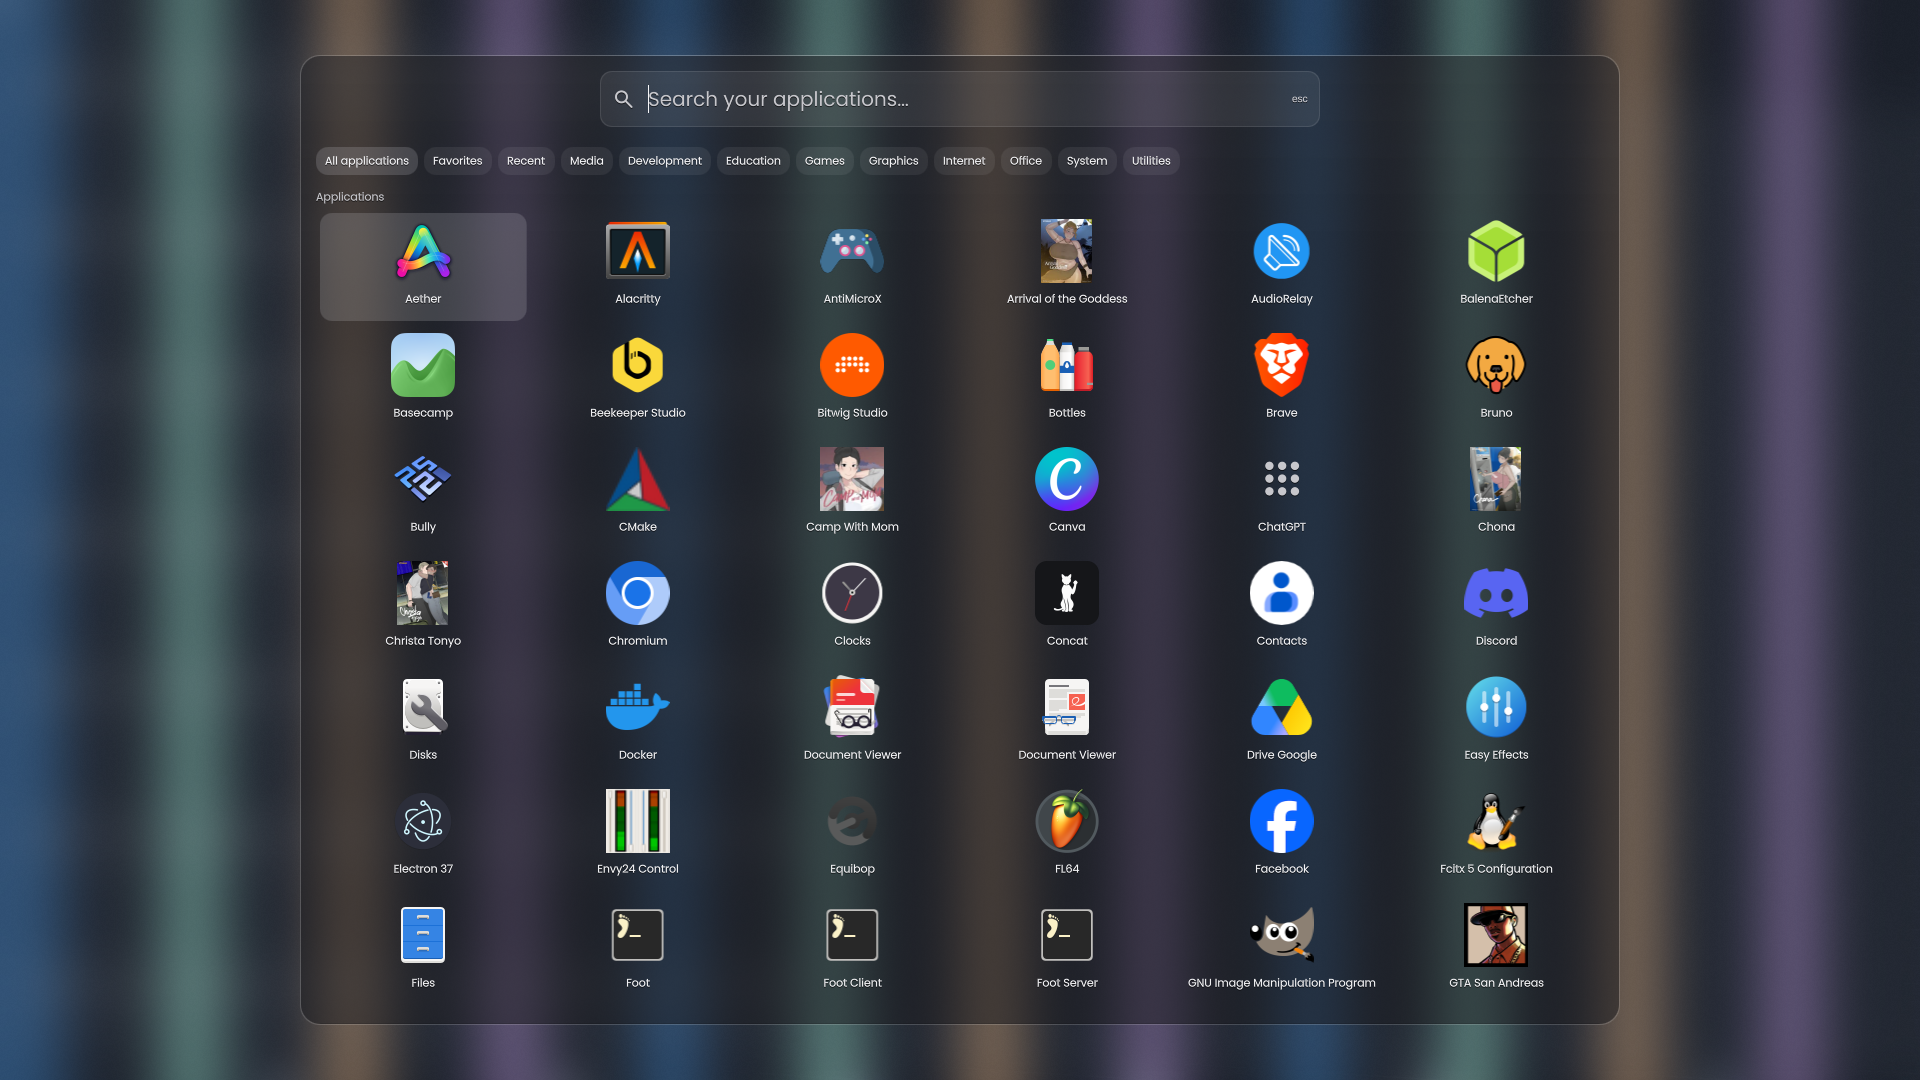 Search your applications...
esc
All applications
Favorites
Recent
Media
Development
Education
Games
Graphics
Internet
Office
System
Utilities
Applications
Aether
Alacritty
AntiMicroX
Arrival of the Goddess
AudioRelay
BalenaEtcher
Basecamp
Beekeeper Studio
Bitwig Studio
Bottles
Brave
Bruno
Bully
CMake
Camp With Mom
Canva
ChatGPT
Chona
Christa Tonyo
Chromium
Clocks
Concat
Contacts
Discord
Disks
Docker
Document Viewer
Document Viewer
Drive Google
Easy Effects
Electron 37
Envy24 Control
Equibop
FL64
Facebook
Fcitx 5 Configuration
Files
Foot
Foot Client
Foot Server
GNU Image Manipulation Program
GTA San Andreas